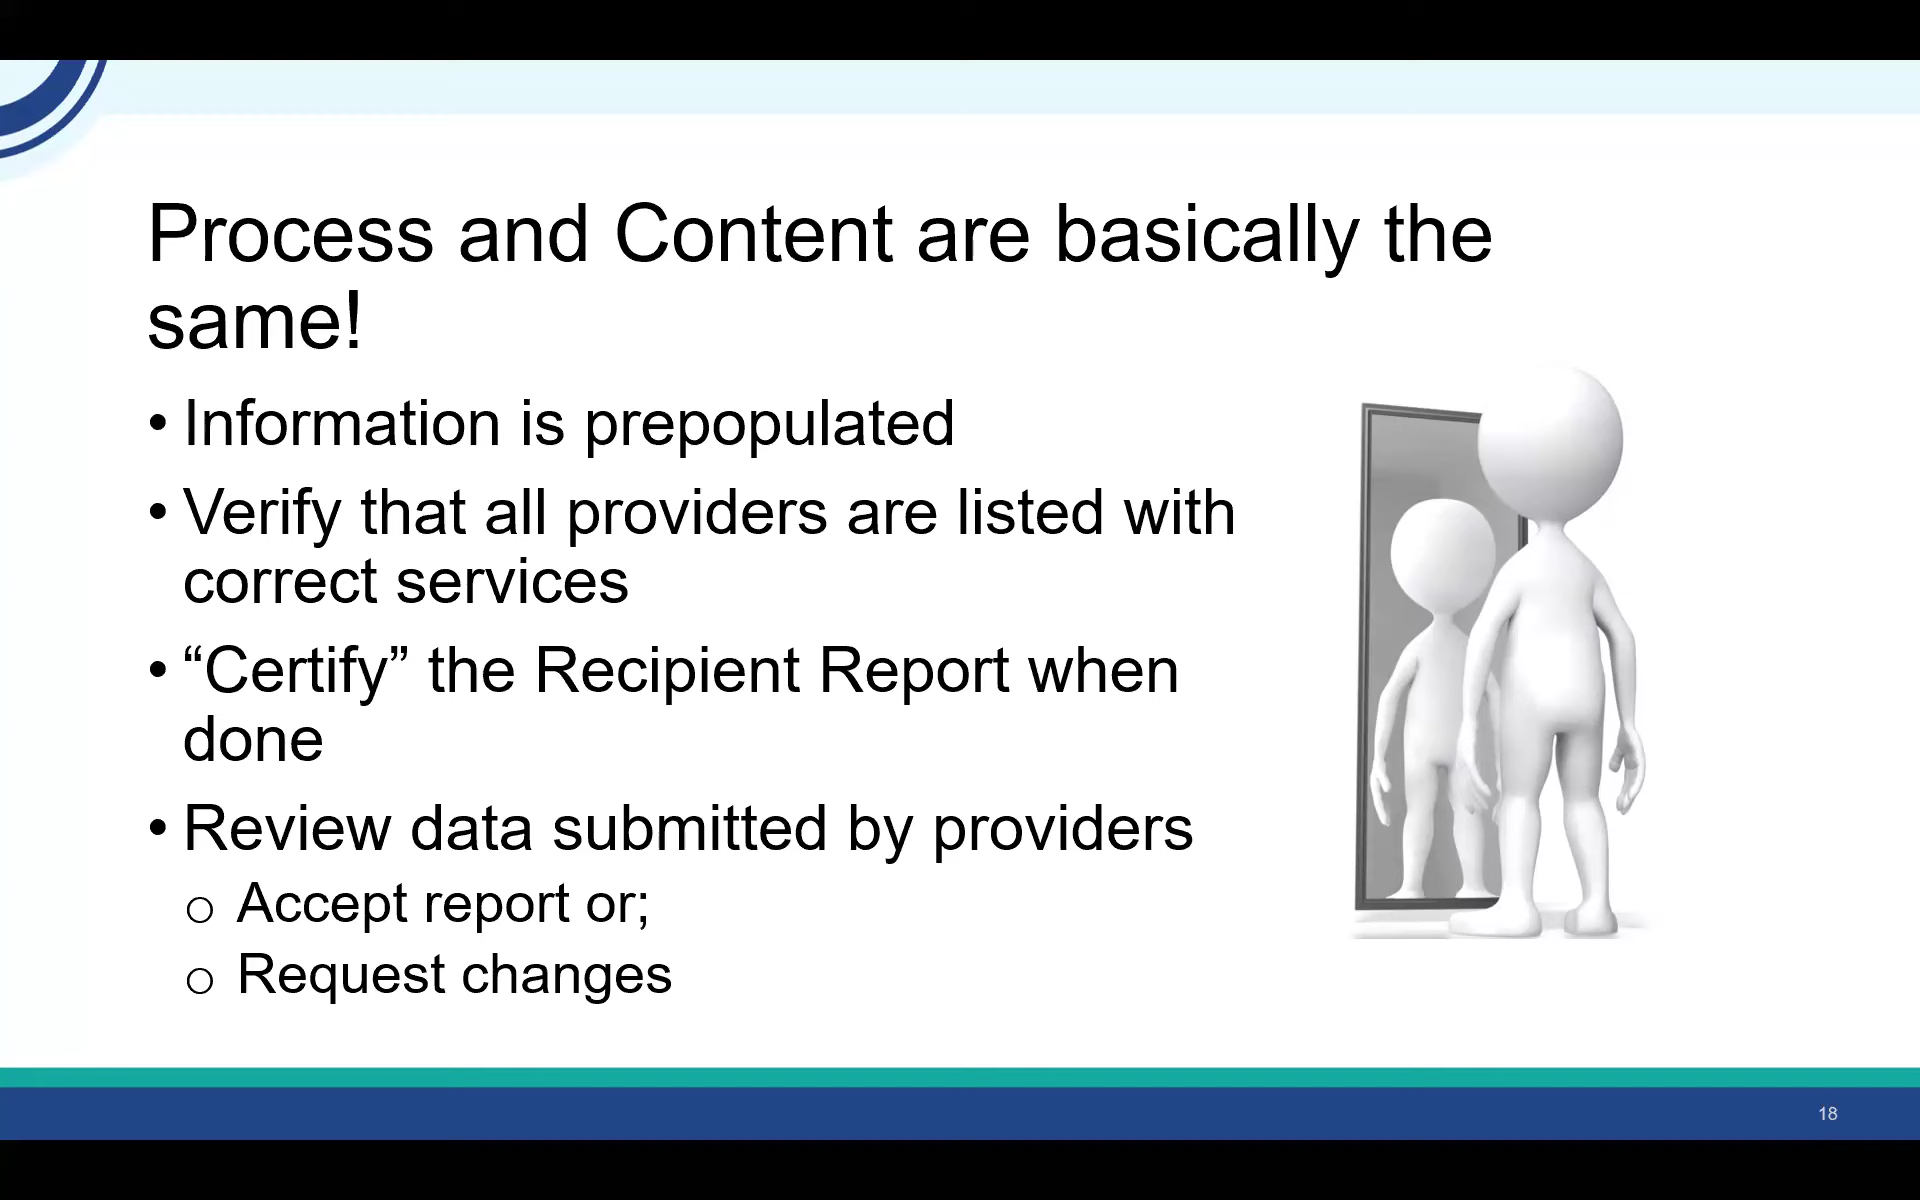 Process and Content are basically the
same!
• Information is prepopulated
• Verify that all providers are listed with
correct services
• “Certify” the Recipient Report when
done
• Review data submitted by providers
o Accept report or;
o Request changes
18